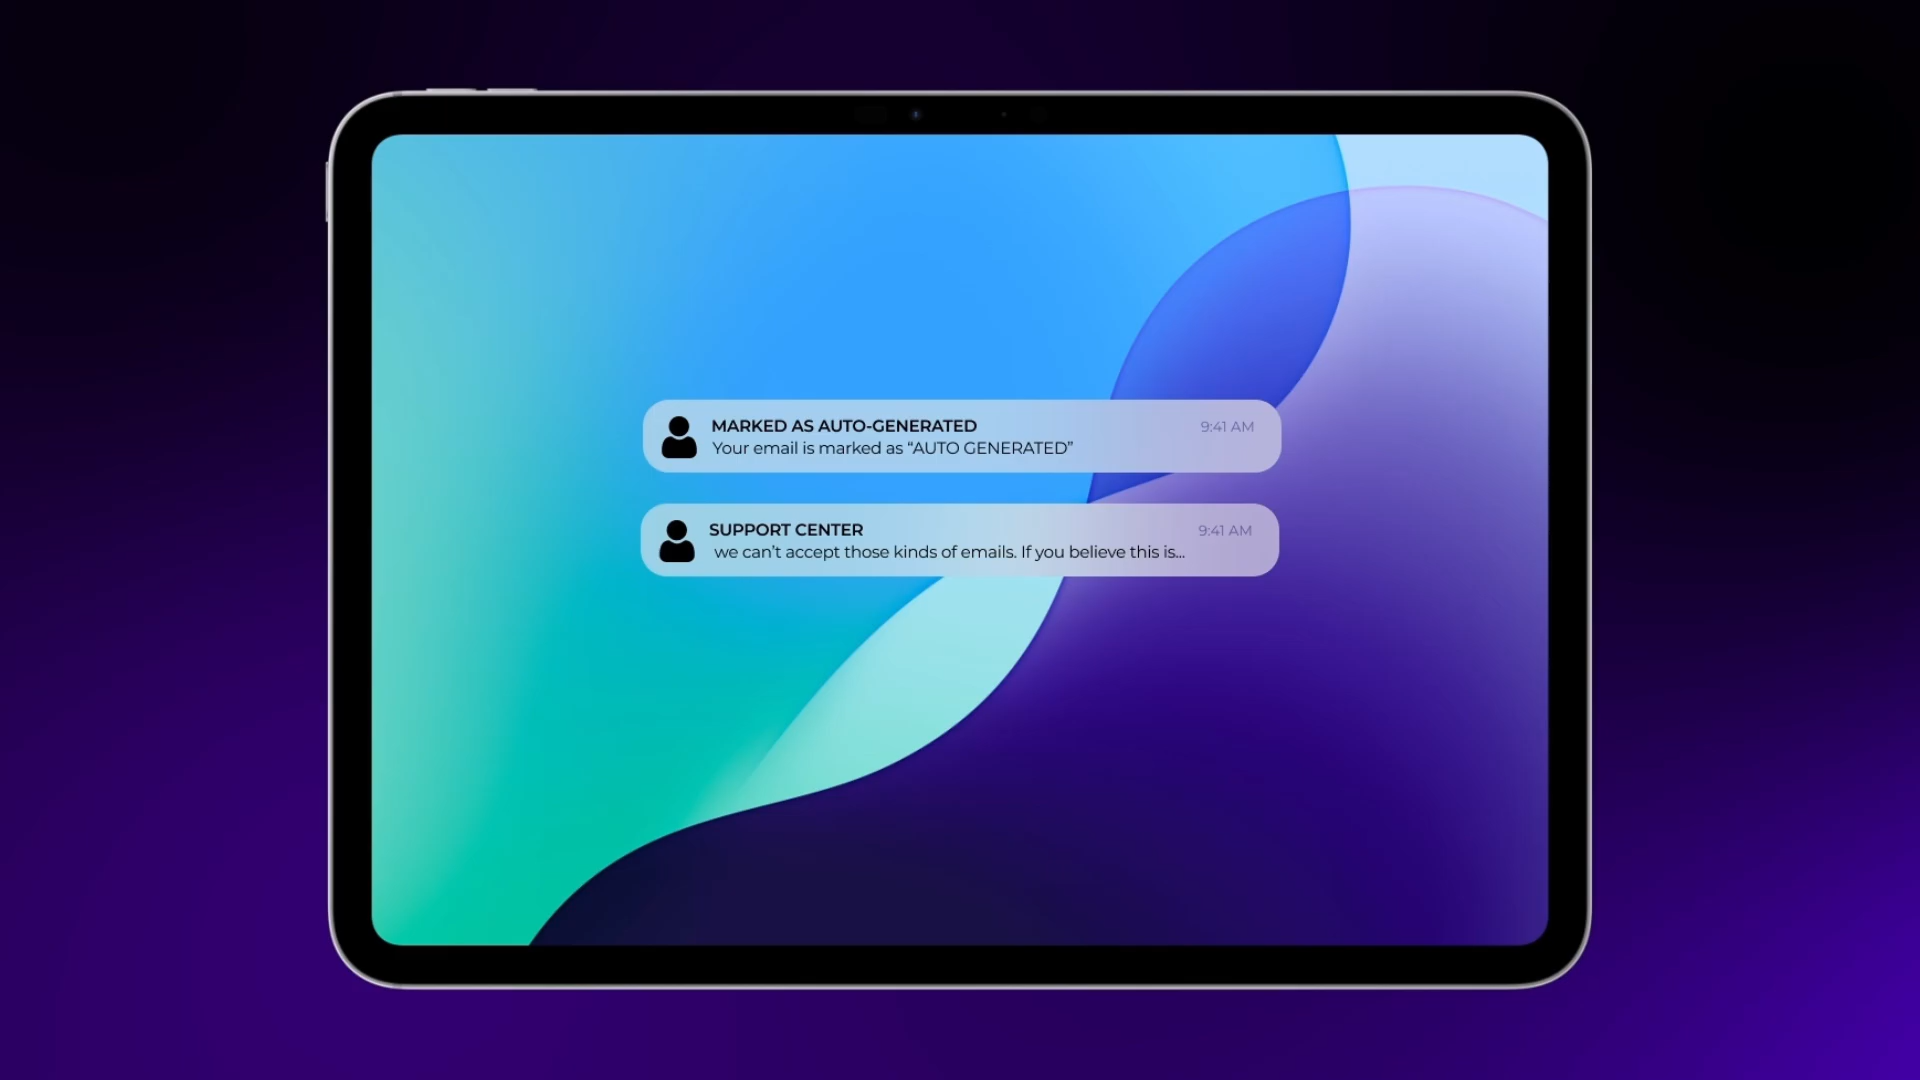 MARKED AS AUTO-GENERATED 9:41 AM
Your email is marked as “AUTO GENERATED”
SUPPORT CENTER 9:41 AM
we can’t accept those kinds of emails. If you believe this is...